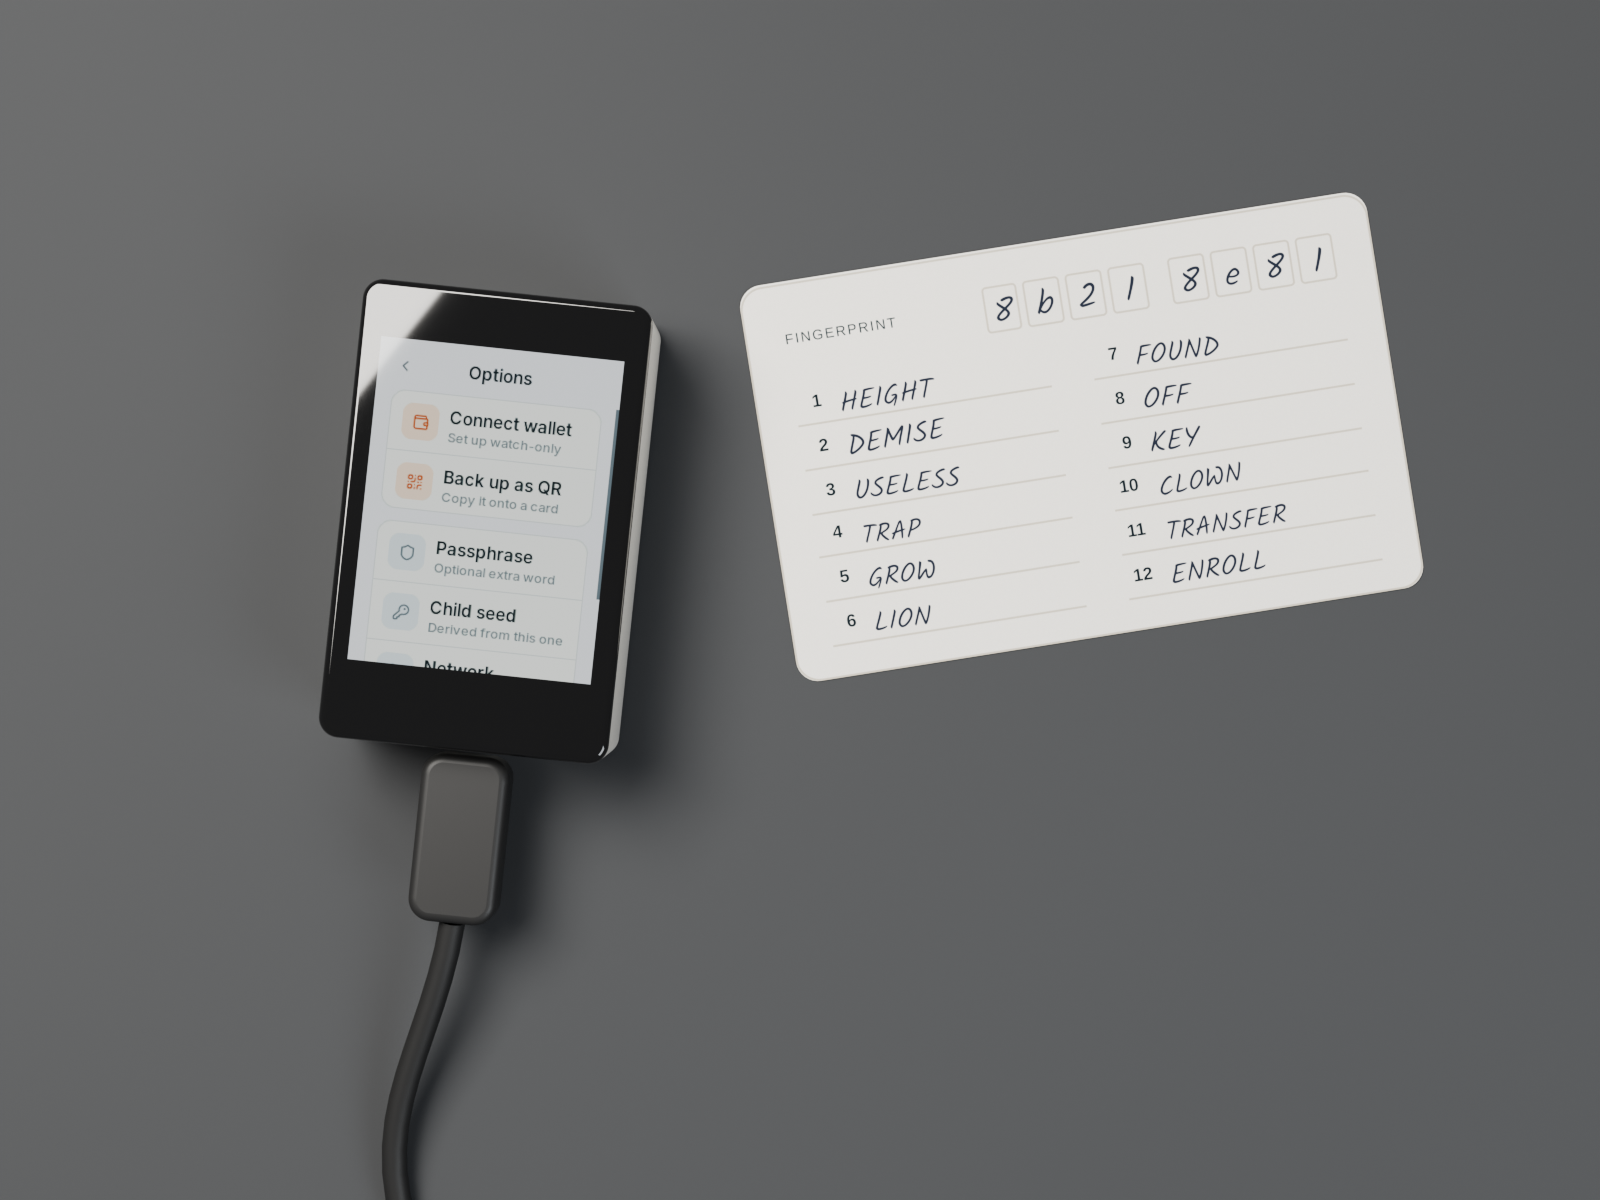 Options
Connect wallet
Set up watch-only
Back up as QR
Copy it onto a card
Passphrase
Optional extra word
Child seed
Derived from this one
Network
FINGERPRINT
8b21 8e81
1 HEIGHT
2 DEMISE
3 USELESS
4 TRAP
5 GROW
6 LION
7 FOUND
8 OFF
9 KEY
10 CLOWN
11 TRANSFER
12 ENROLL